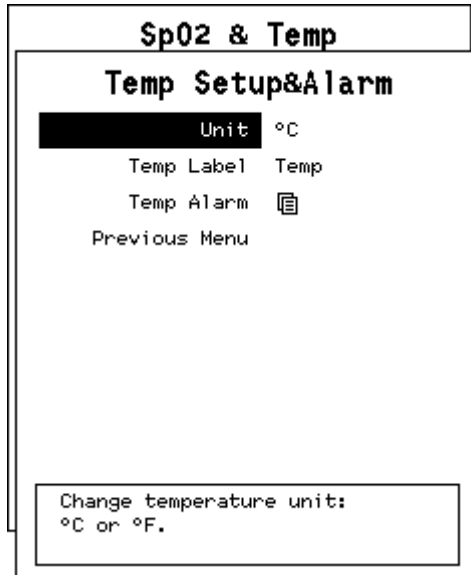 SpO2 & Temp
Temp Setup&Alarm
Unit °C
Temp Label Temp
Temp Alarm
Previous Menu
Change temperature unit:
°C or °F.